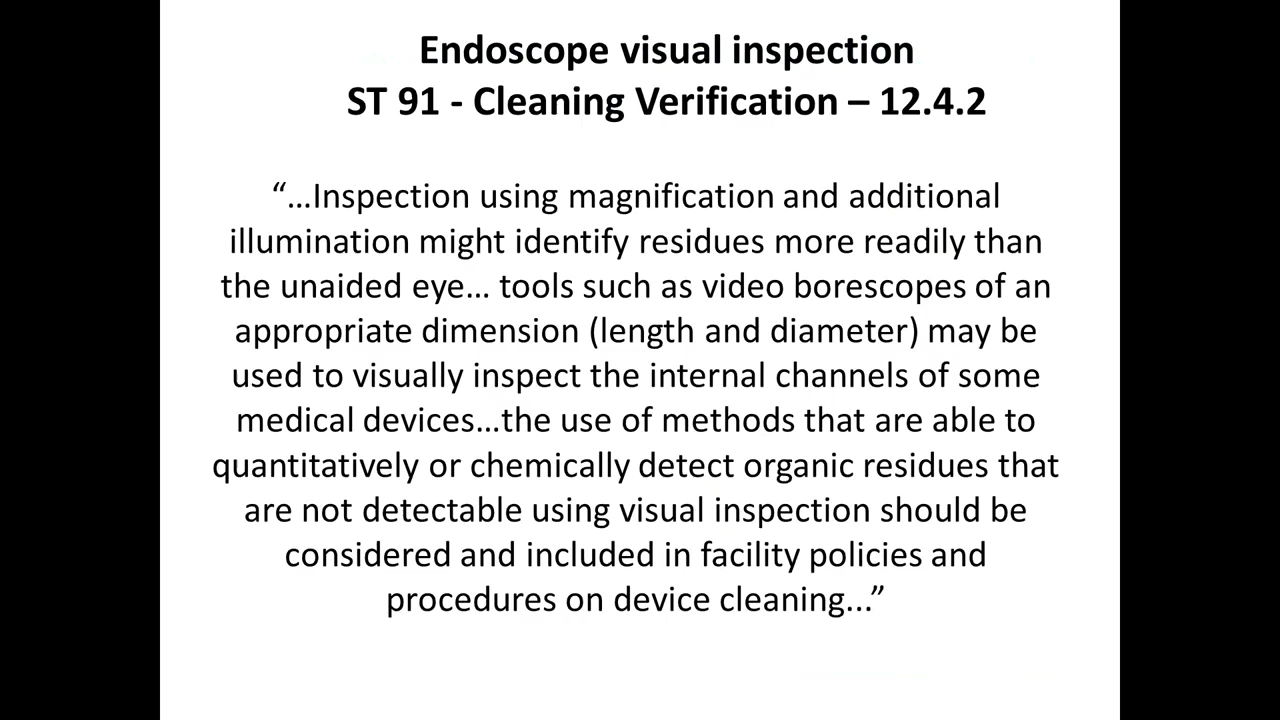 Endoscope visual inspection
ST 91 - Cleaning Verification – 12.4.2
“…Inspection using magnification and additional
illumination might identify residues more readily than
the unaided eye… tools such as video borescopes of an
appropriate dimension (length and diameter) may be
used to visually inspect the internal channels of some
medical devices…the use of methods that are able to
quantitatively or chemically detect organic residues that
are not detectable using visual inspection should be
considered and included in facility policies and
procedures on device cleaning...”